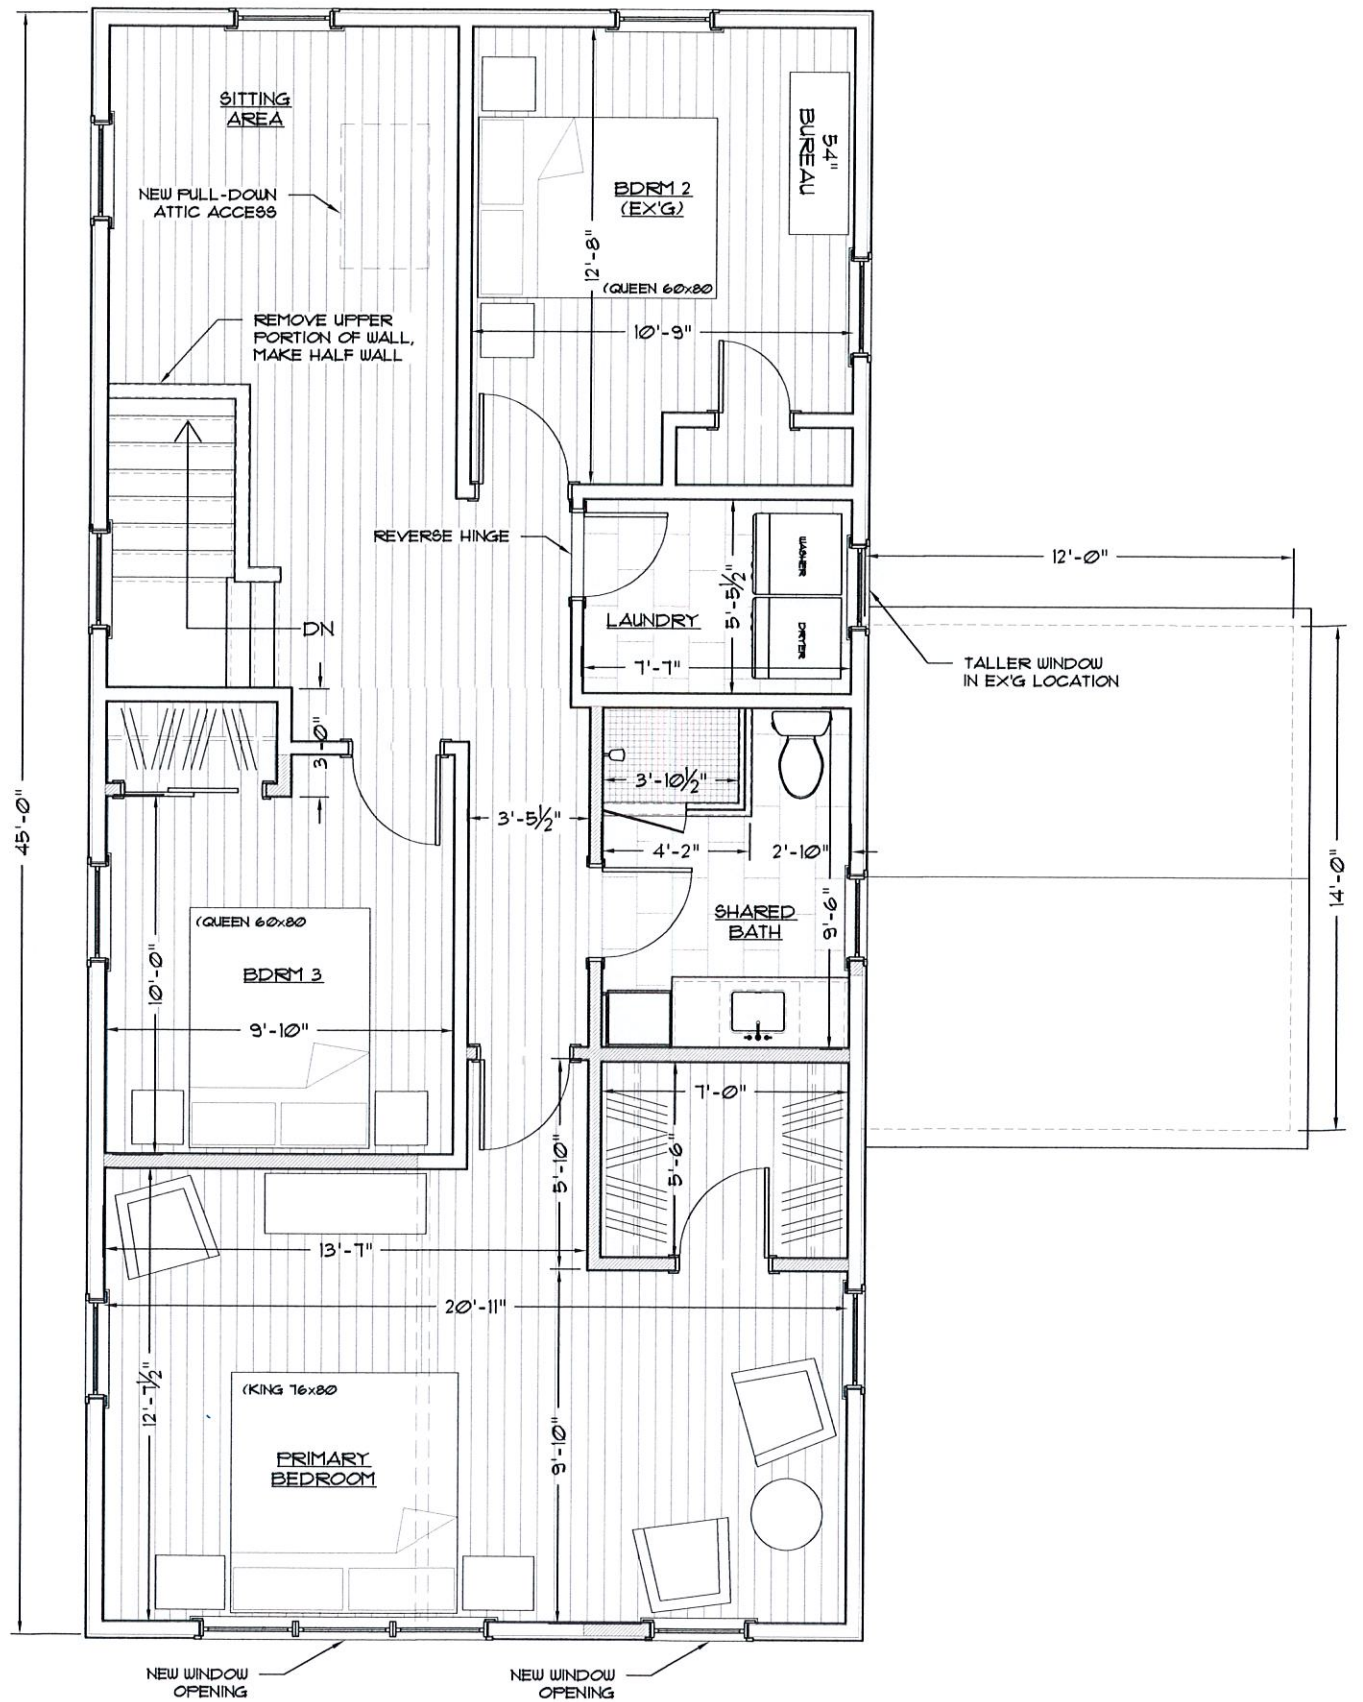 SITTING
AREA
NEW PULL-DOWN
ATTIC ACCESS
REMOVE UPPER
PORTION OF WALL,
MAKE HALF WALL
54"
BUREAU
BDRM 2
(EX'G)
12'-8"
(QUEEN 60x80
10'-9"
REVERSE HINGE
LAUNDRY
5'-5½"
7'-7"
WASHER
DRYER
12'-0"
TALLER WINDOW
IN EX'G LOCATION
DN
3'-0"
3'-10½"
3'-5½"
4'-2"
2'-10"
45'-0"
14'-0"
SHARED
BATH
9'-6"
(QUEEN 60x80
BDRM 3
10'-0"
9'-10"
7'-0"
5'-10"
5'-6"
13'-7"
20'-11"
12'-7½"
(KING 76x80
9'-10"
PRIMARY
BEDROOM
NEW WINDOW
OPENING
NEW WINDOW
OPENING